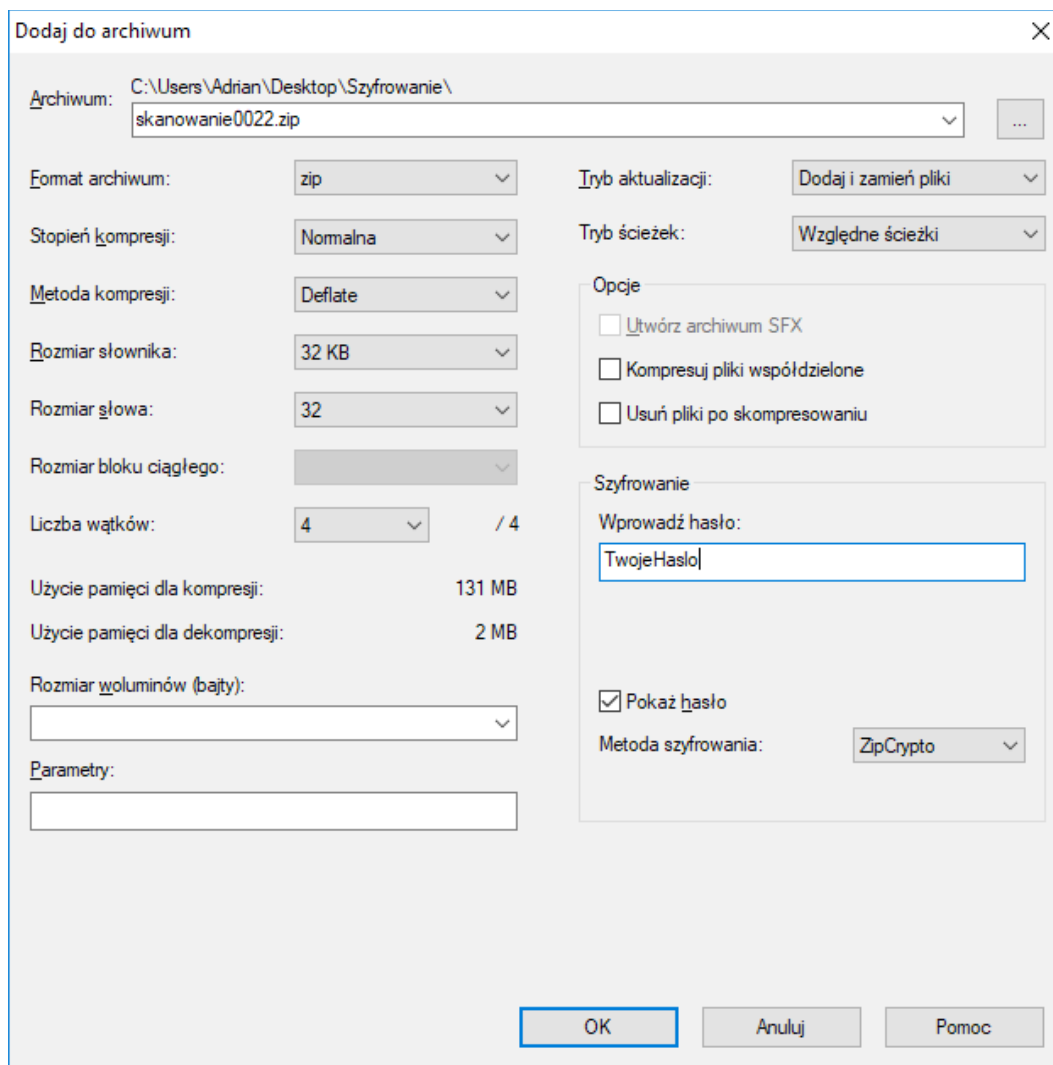 Dodaj do archiwum
Archiwum:
C:\Users\Adrian\Desktop\Szyfrowanie\
skanowanie0022.zip
...
Format archiwum:
zip
Stopień kompresji:
Normalna
Metoda kompresji:
Deflate
Rozmiar słownika:
32 KB
Rozmiar słowa:
32
Rozmiar bloku ciągłego:
Liczba wątków:
4
/ 4
Użycie pamięci dla kompresji:
131 MB
Użycie pamięci dla dekompresji:
2 MB
Rozmiar woluminów (bajty):
Parametry:
Tryb aktualizacji:
Dodaj i zamień pliki
Tryb ścieżek:
Względne ścieżki
Opcje
Utwórz archiwum SFX
Kompresuj pliki współdzielone
Usuń pliki po skompresowaniu
Szyfrowanie
Wprowadź hasło:
TwojeHaslo
Pokaż hasło
Metoda szyfrowania:
ZipCrypto
OK
Anuluj
Pomoc